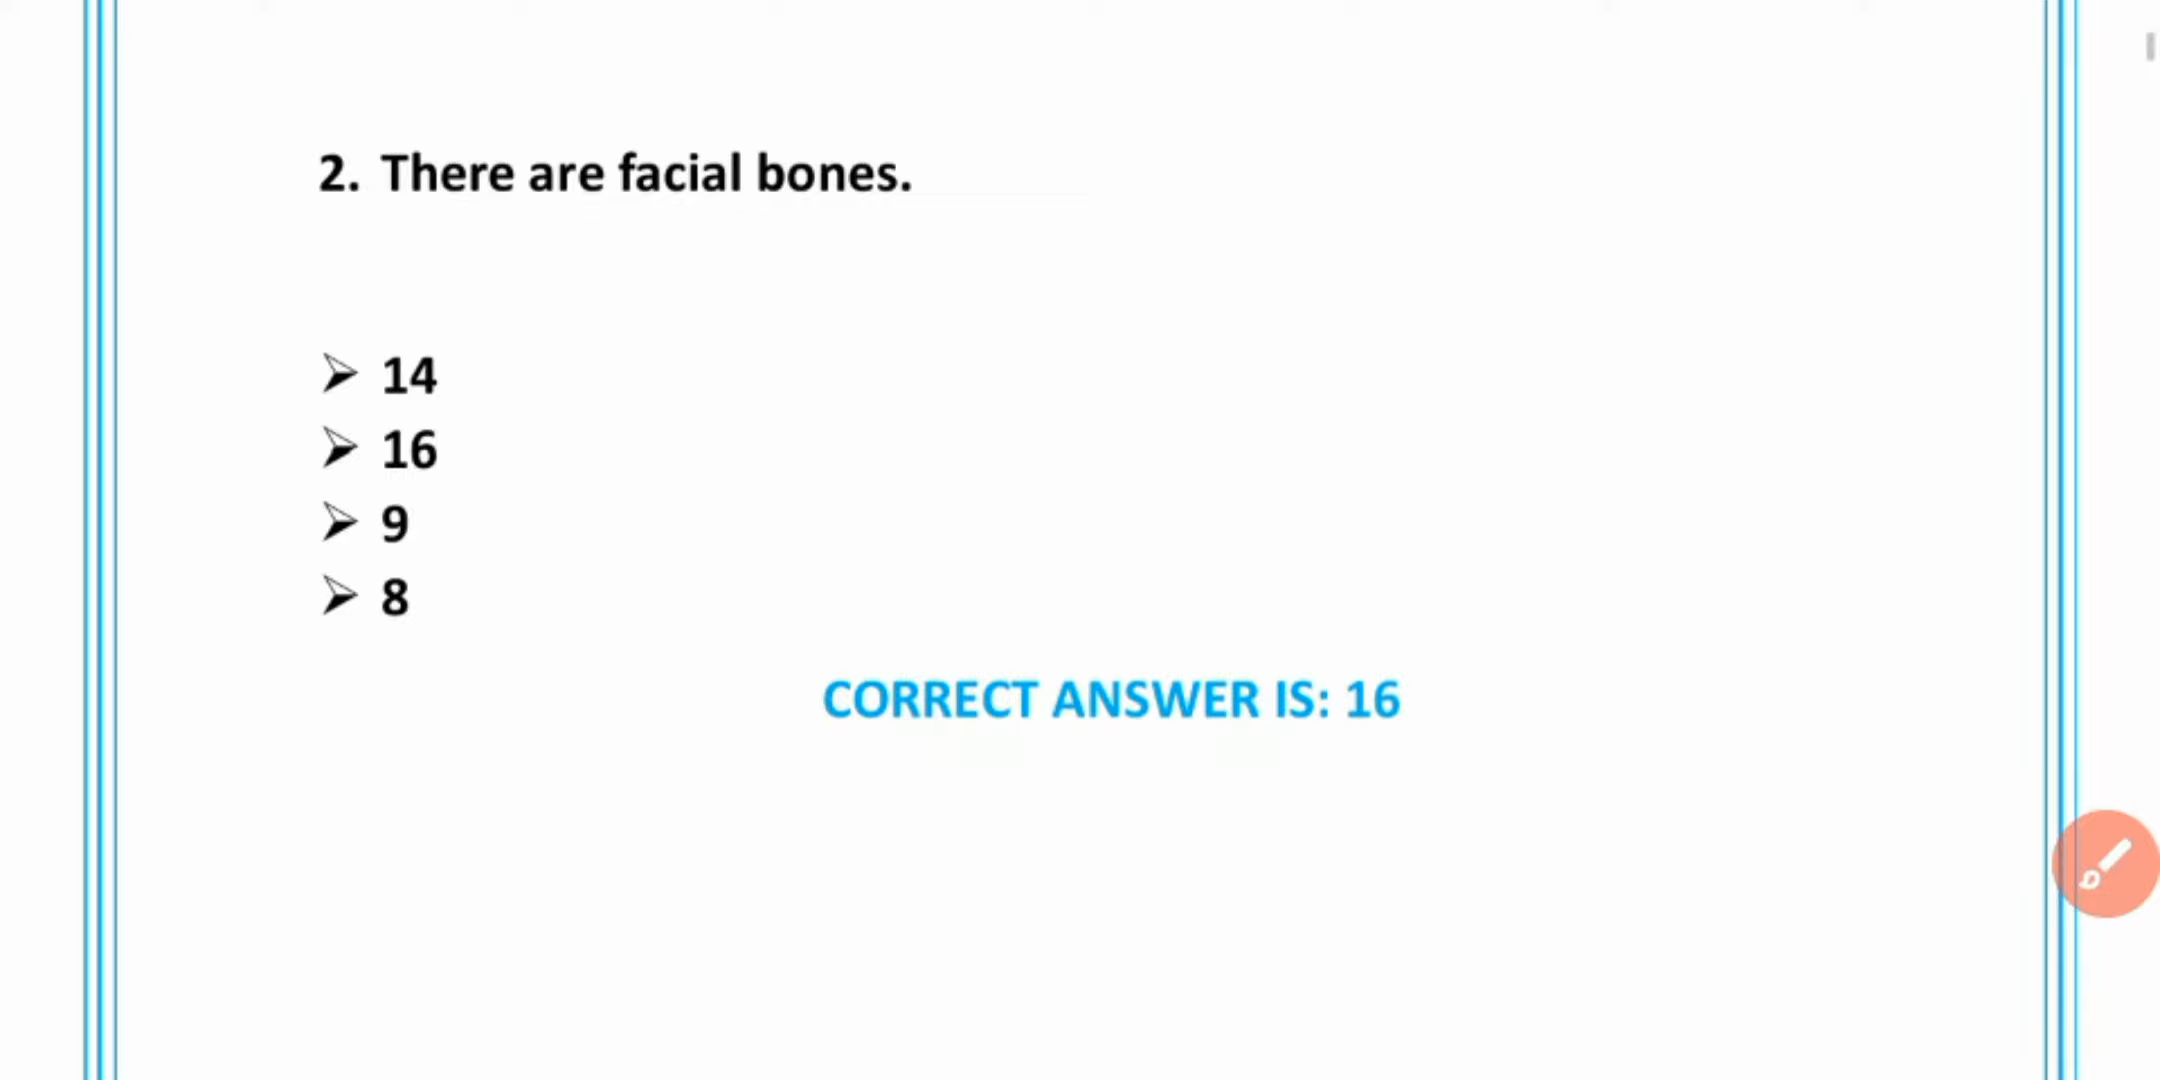 2. There are facial bones.
➢ 14
➢ 16
➢ 9
➢ 8
CORRECT ANSWER IS: 16